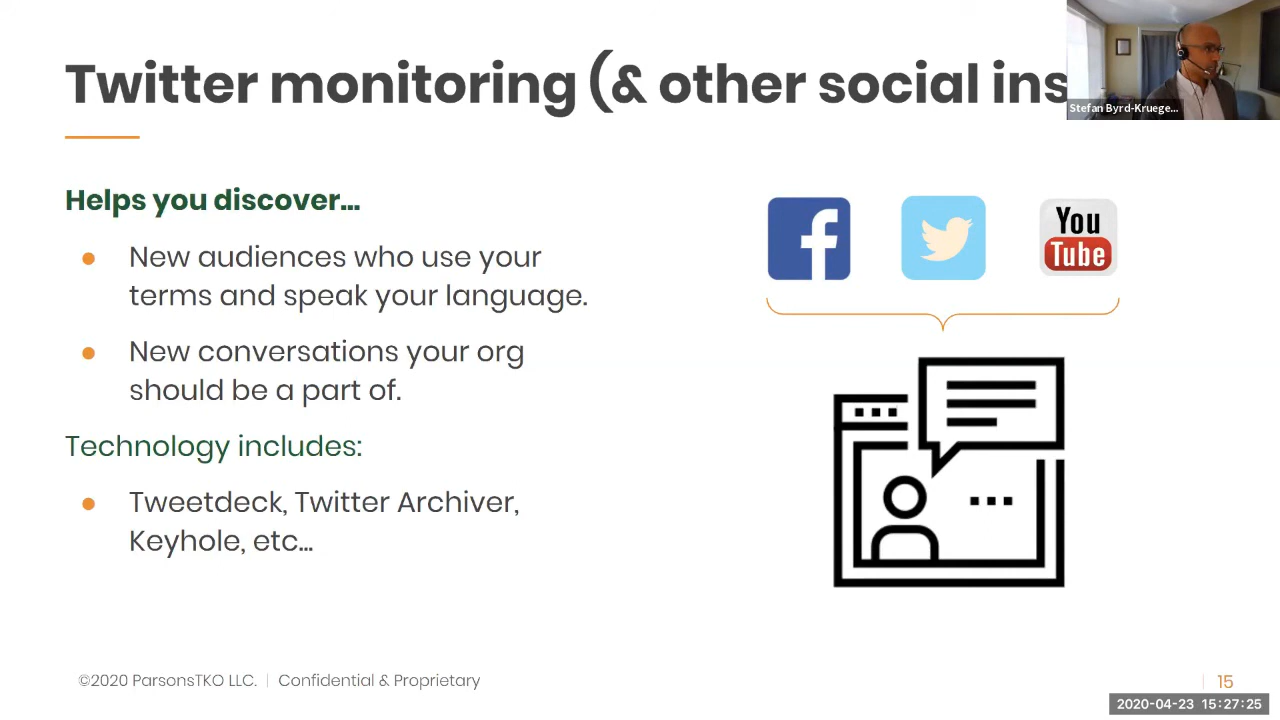 Twitter monitoring (& other social ins
Stefan Byrd-Kruege...
Helps you discover...
● New audiences who use your
terms and speak your language.
● New conversations your org
should be a part of.
Technology includes:
● Tweetdeck, Twitter Archiver,
Keyhole, etc...
f
You
Tube
©2020 ParsonsTKO LLC. | Confidential & Proprietary
| 15
2020-04-23 15:27:25